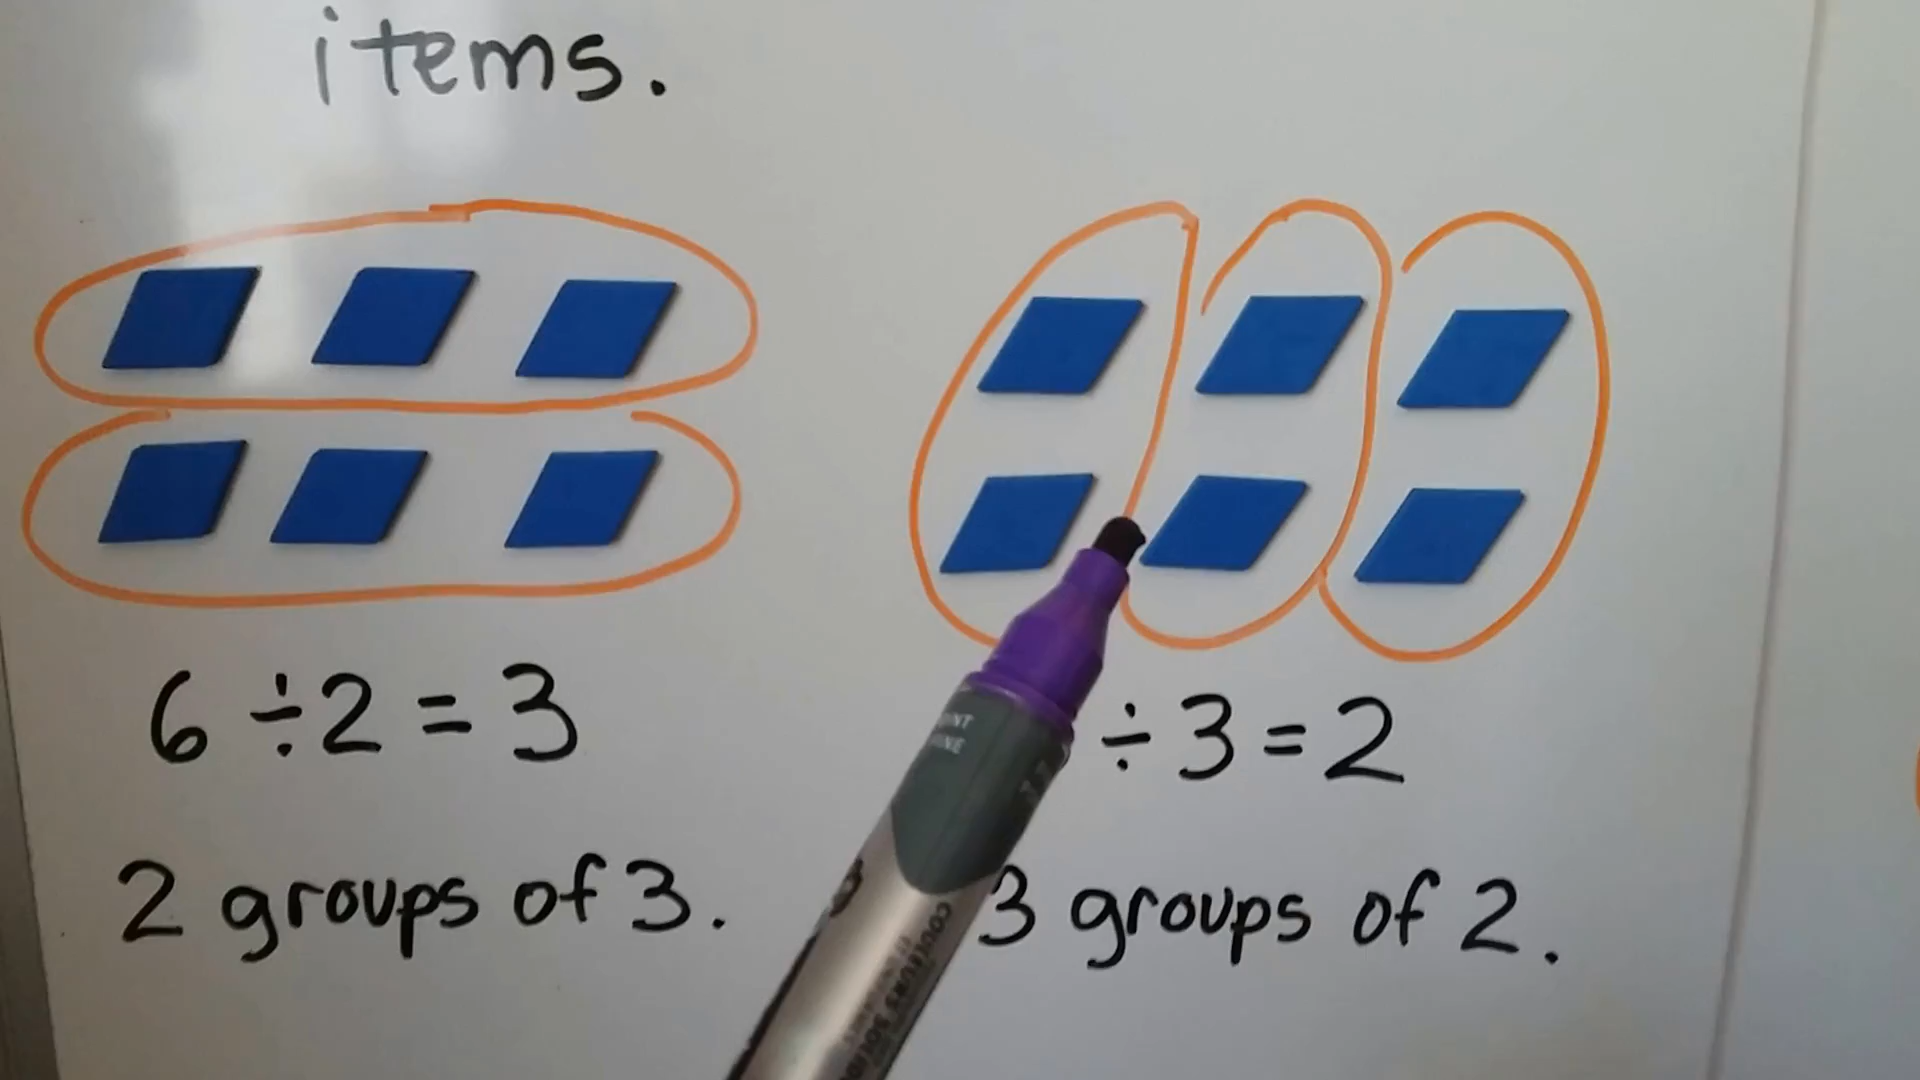 items.
6 ÷ 2 = 3
÷ 3 = 2
2 groups of 3.
3 groups of 2.